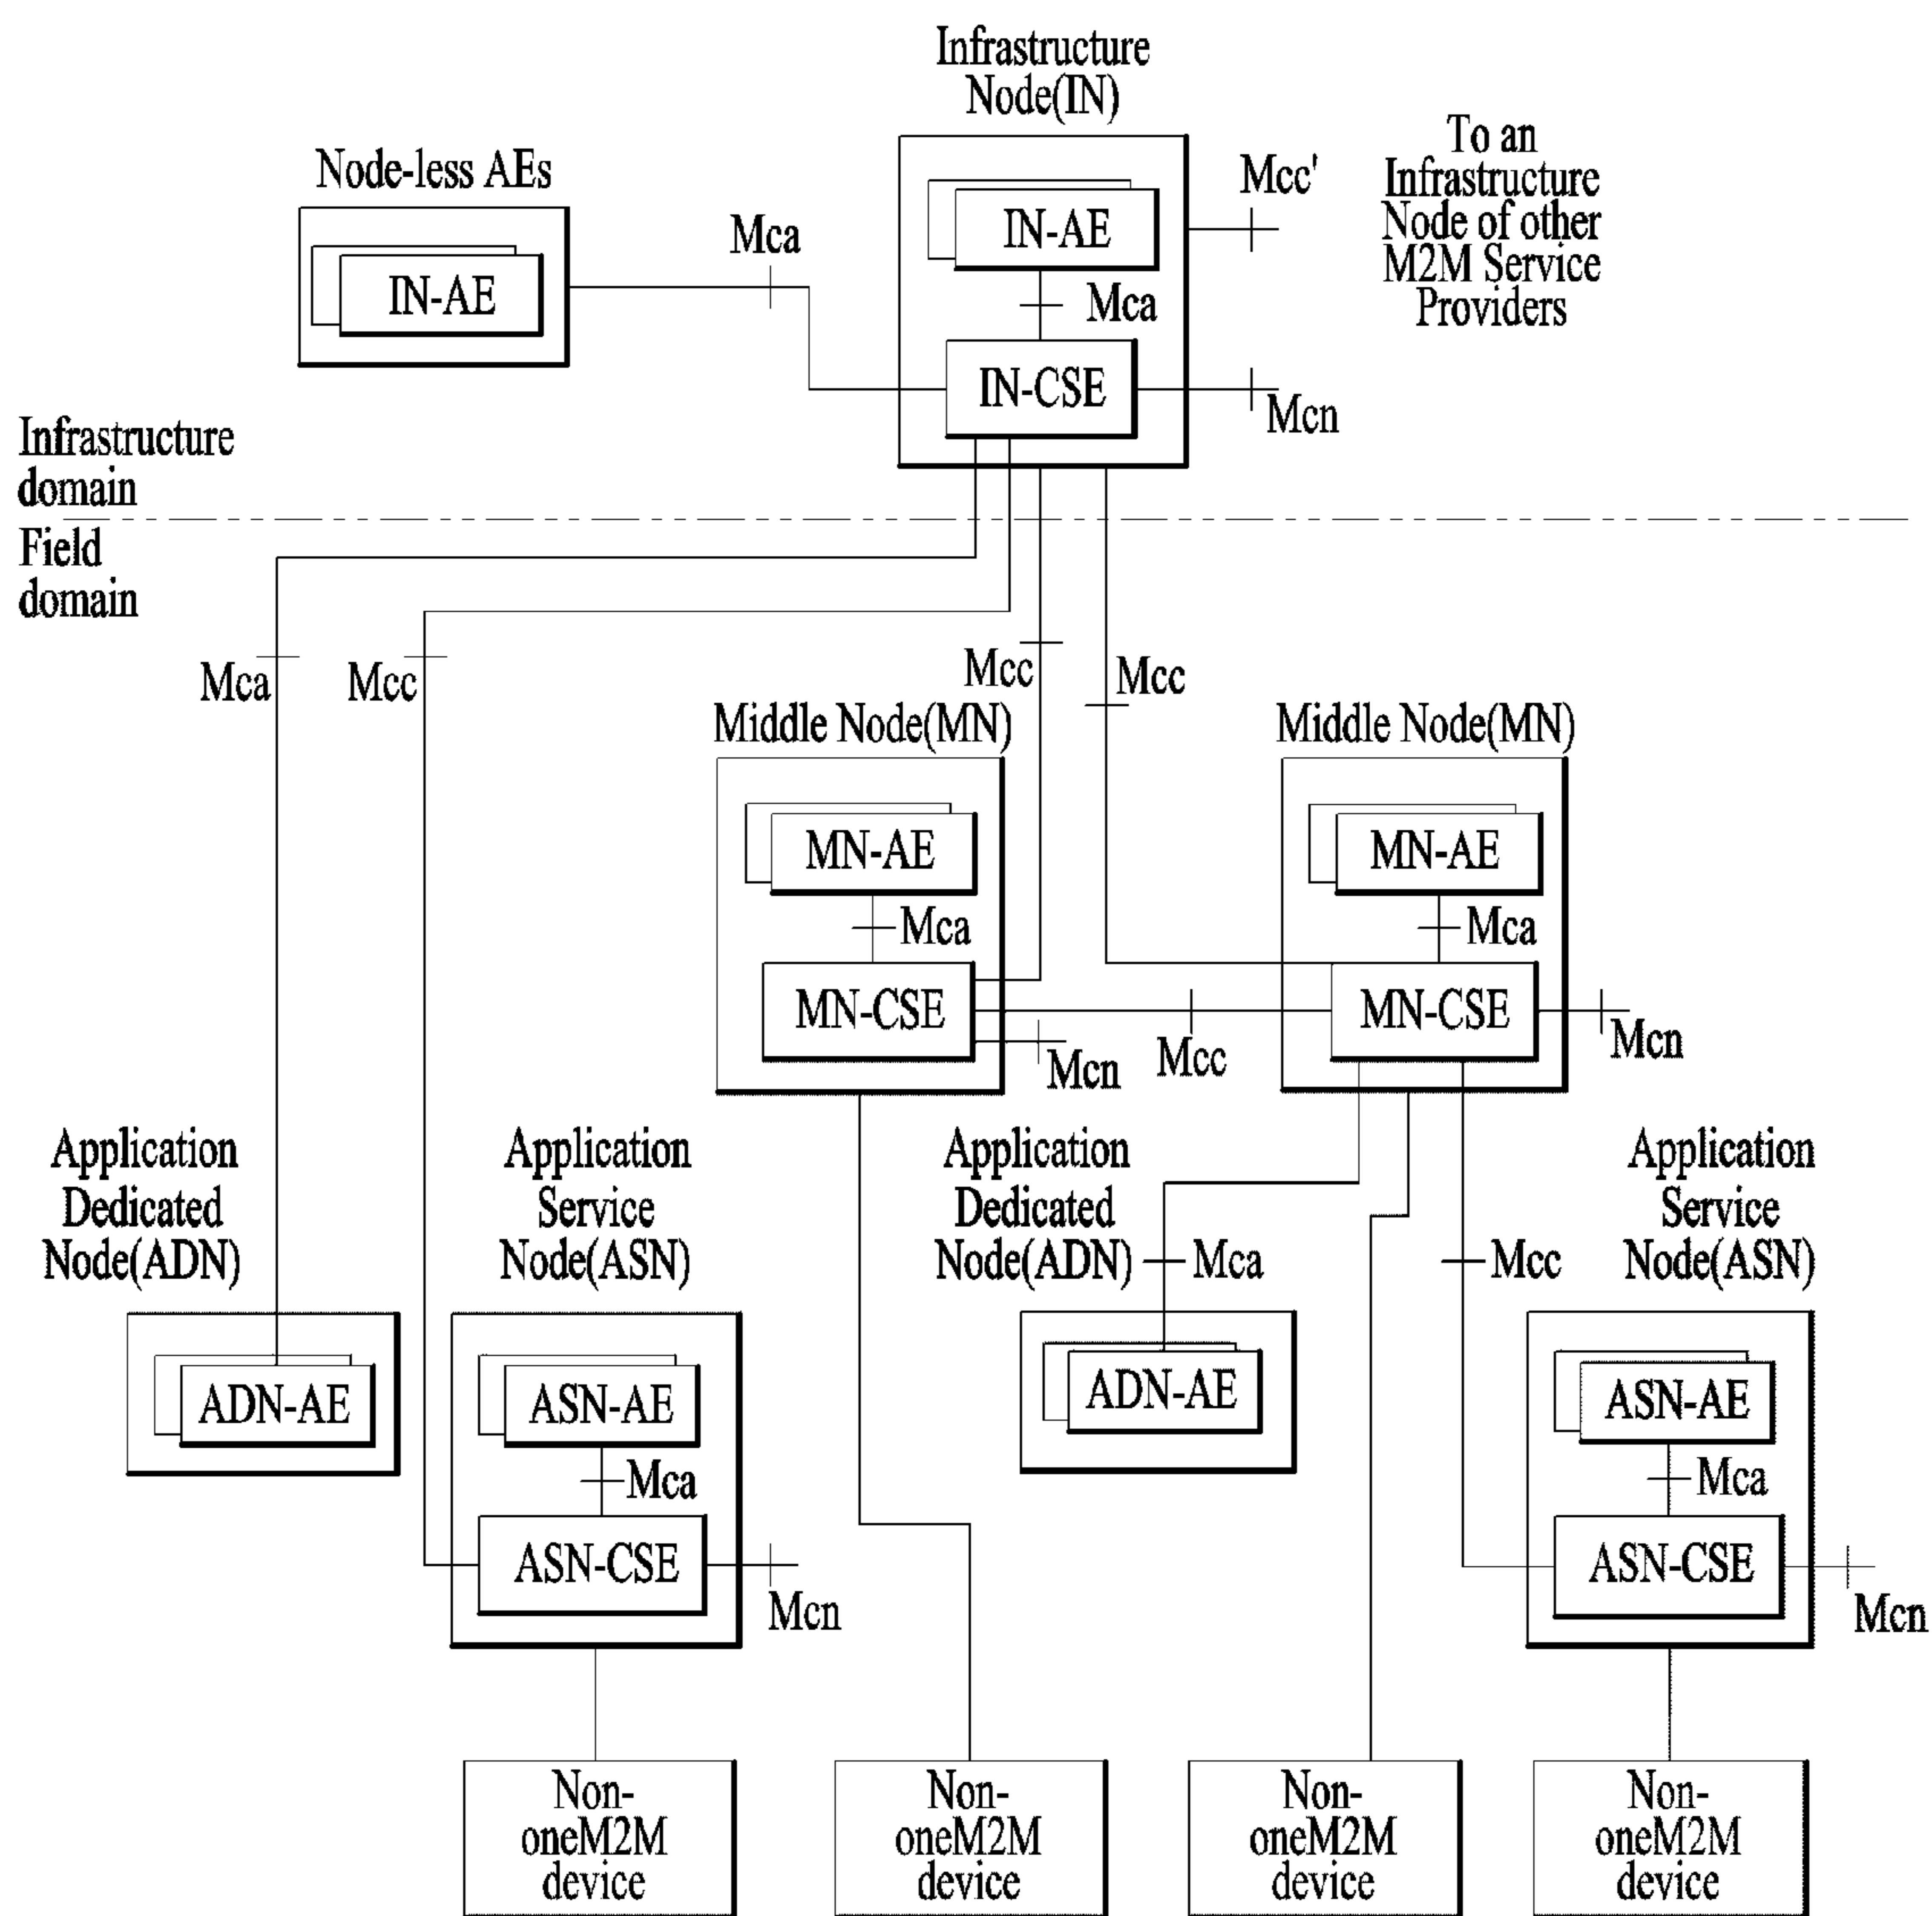 Infrastructure
Node(IN)
Node-less AEs
To an
Infrastructure
Node of other
M2M Service
Providers
Mcc'
Mca
IN-AE
IN-AE
Mca
IN-CSE
Mcn
Infrastructure
domain
Field
domain
Mca
Mcc
Mcc
Mcc
Middle Node(MN)
Middle Node(MN)
MN-AE
MN-AE
Mca
Mca
MN-CSE
MN-CSE
Mcn
Mcc
Mcn
Application
Dedicated
Node(ADN)
Application
Service
Node(ASN)
Application
Dedicated
Node(ADN)
Mca
Mcc
Application
Service
Node(ASN)
ADN-AE
ASN-AE
ADN-AE
ASN-AE
Mca
Mca
ASN-CSE
ASN-CSE
Mcn
Mcn
Non-
oneM2M
device
Non-
oneM2M
device
Non-
oneM2M
device
Non-
oneM2M
device